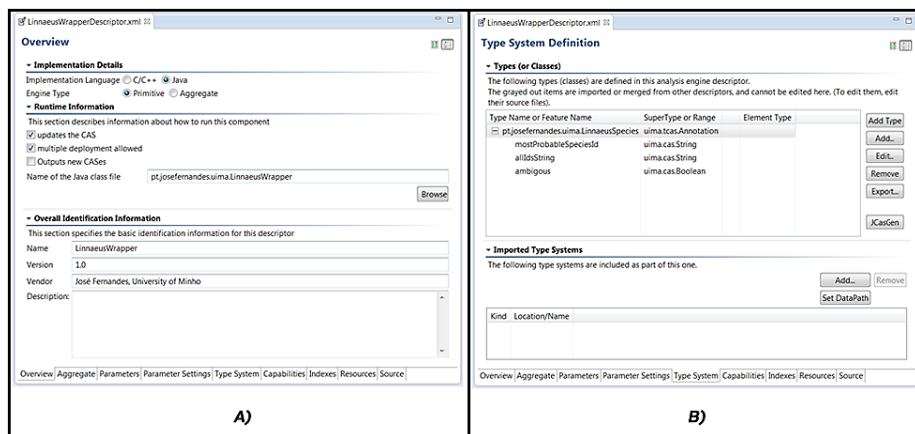 LinnaeusWrapperDescriptor.xml
Overview
Implementation Details
Implementation Language C/C++ Java
Engine Type Primitive Aggregate
Runtime Information
This section describes information about how to run this component
updates the CAS
multiple deployment allowed
Outputs new CASes
Name of the Java class file pt.josefernandes.uima.LinnaeusWrapper
Browse
Overall Identification Information
This section specifies the basic identification information for this descriptor
Name LinnaeusWrapper
Version 1.0
Vendor José Fernandes, University of Minho
Description:
Overview Aggregate Parameters Parameter Settings Type System Capabilities Indexes Resources Source
A)
LinnaeusWrapperDescriptor.xml
Type System Definition
Types (or Classes)
The following types (classes) are defined in this analysis engine descriptor.
The grayed out items are imported or merged from other descriptors, and cannot be edited here. (To edit them, edit
their source files).
Type Name or Feature Name SuperType or Range Element Type
pt.josefernandes.uima.LinnaeusSpecies uima.tcas.Annotation
mostProbableSpeciesId uima.cas.String
allIdsString uima.cas.String
ambigous uima.cas.Boolean
Add Type
Add...
Edit...
Remove
Export...
JCasGen
Imported Type Systems
The following type systems are included as part of this one.
Add... Remove
Set DataPath
Kind Location/Name
Overview Aggregate Parameters Parameter Settings Type System Capabilities Indexes Resources Source
B)